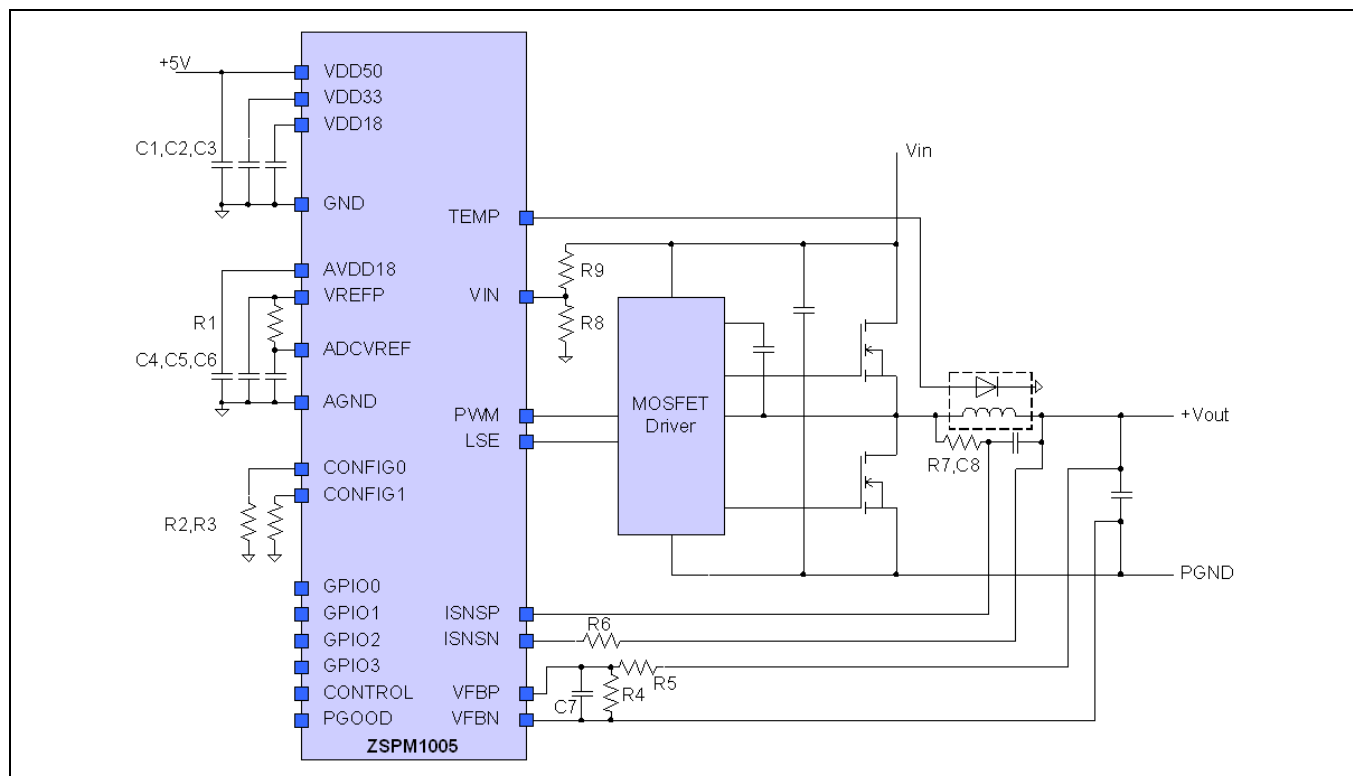 +5V
VDD50
VDD33
VDD18
C1,C2,C3
GND
AVDD18
VREFP
R1
ADCVREF
C4,C5,C6
AGND
CONFIG0
CONFIG1
R2,R3
GPIO0
GPIO1
GPIO2
GPIO3
CONTROL
PGOOD
TEMP
VIN
PWM
LSE
ISNSP
ISNSN
VFBP
VFBN
ZSPM1005
Vin
R9
R8
MOSFET
Driver
+Vout
R7,C8
PGND
R6
R5
R4
C7